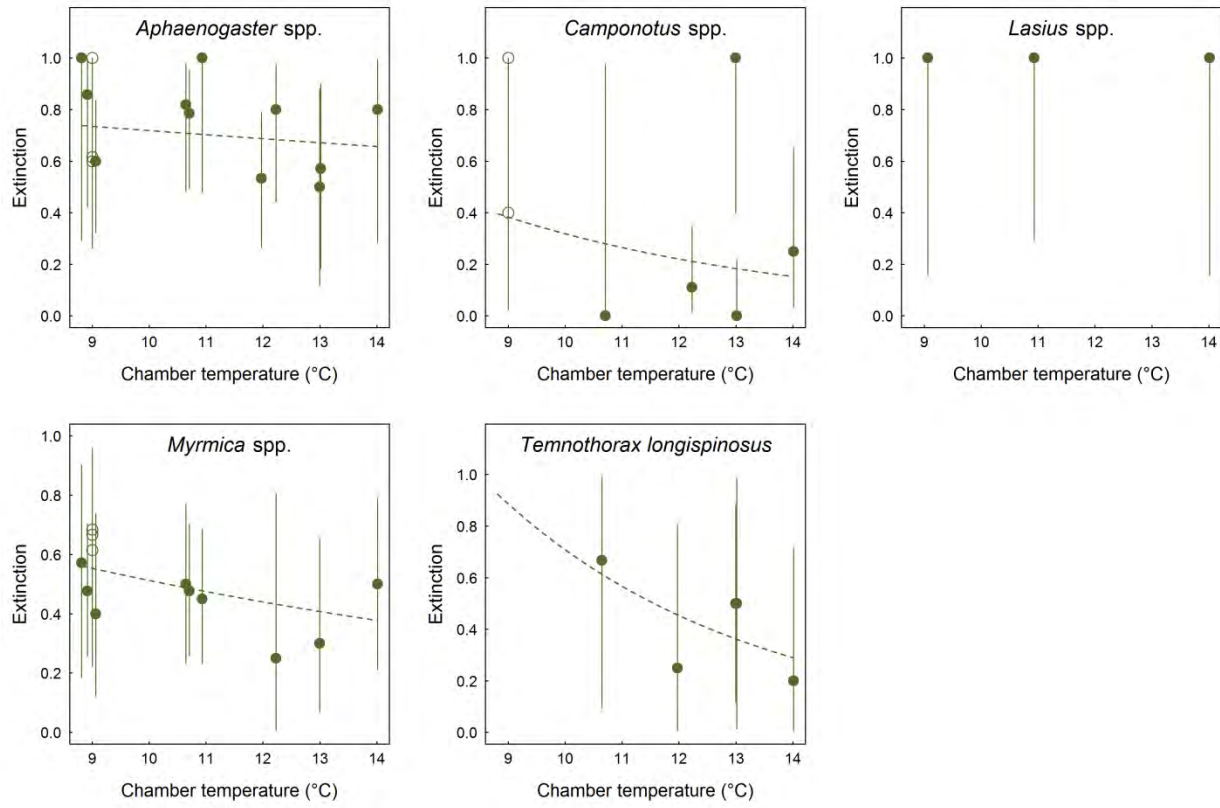 Aphaenogaster spp.
Extinction
1.0
0.8
0.6
0.4
0.2
0.0
9 10 11 12 13 14
Chamber temperature (°C)
Camponotus spp.
Extinction
1.0
0.8
0.6
0.4
0.2
0.0
9 10 11 12 13 14
Chamber temperature (°C)
Lasius spp.
Extinction
1.0
0.8
0.6
0.4
0.2
0.0
9 10 11 12 13 14
Chamber temperature (°C)
Myrmica spp.
Extinction
1.0
0.8
0.6
0.4
0.2
0.0
9 10 11 12 13 14
Chamber temperature (°C)
Temnothorax longispinosus
Extinction
1.0
0.8
0.6
0.4
0.2
0.0
9 10 11 12 13 14
Chamber temperature (°C)